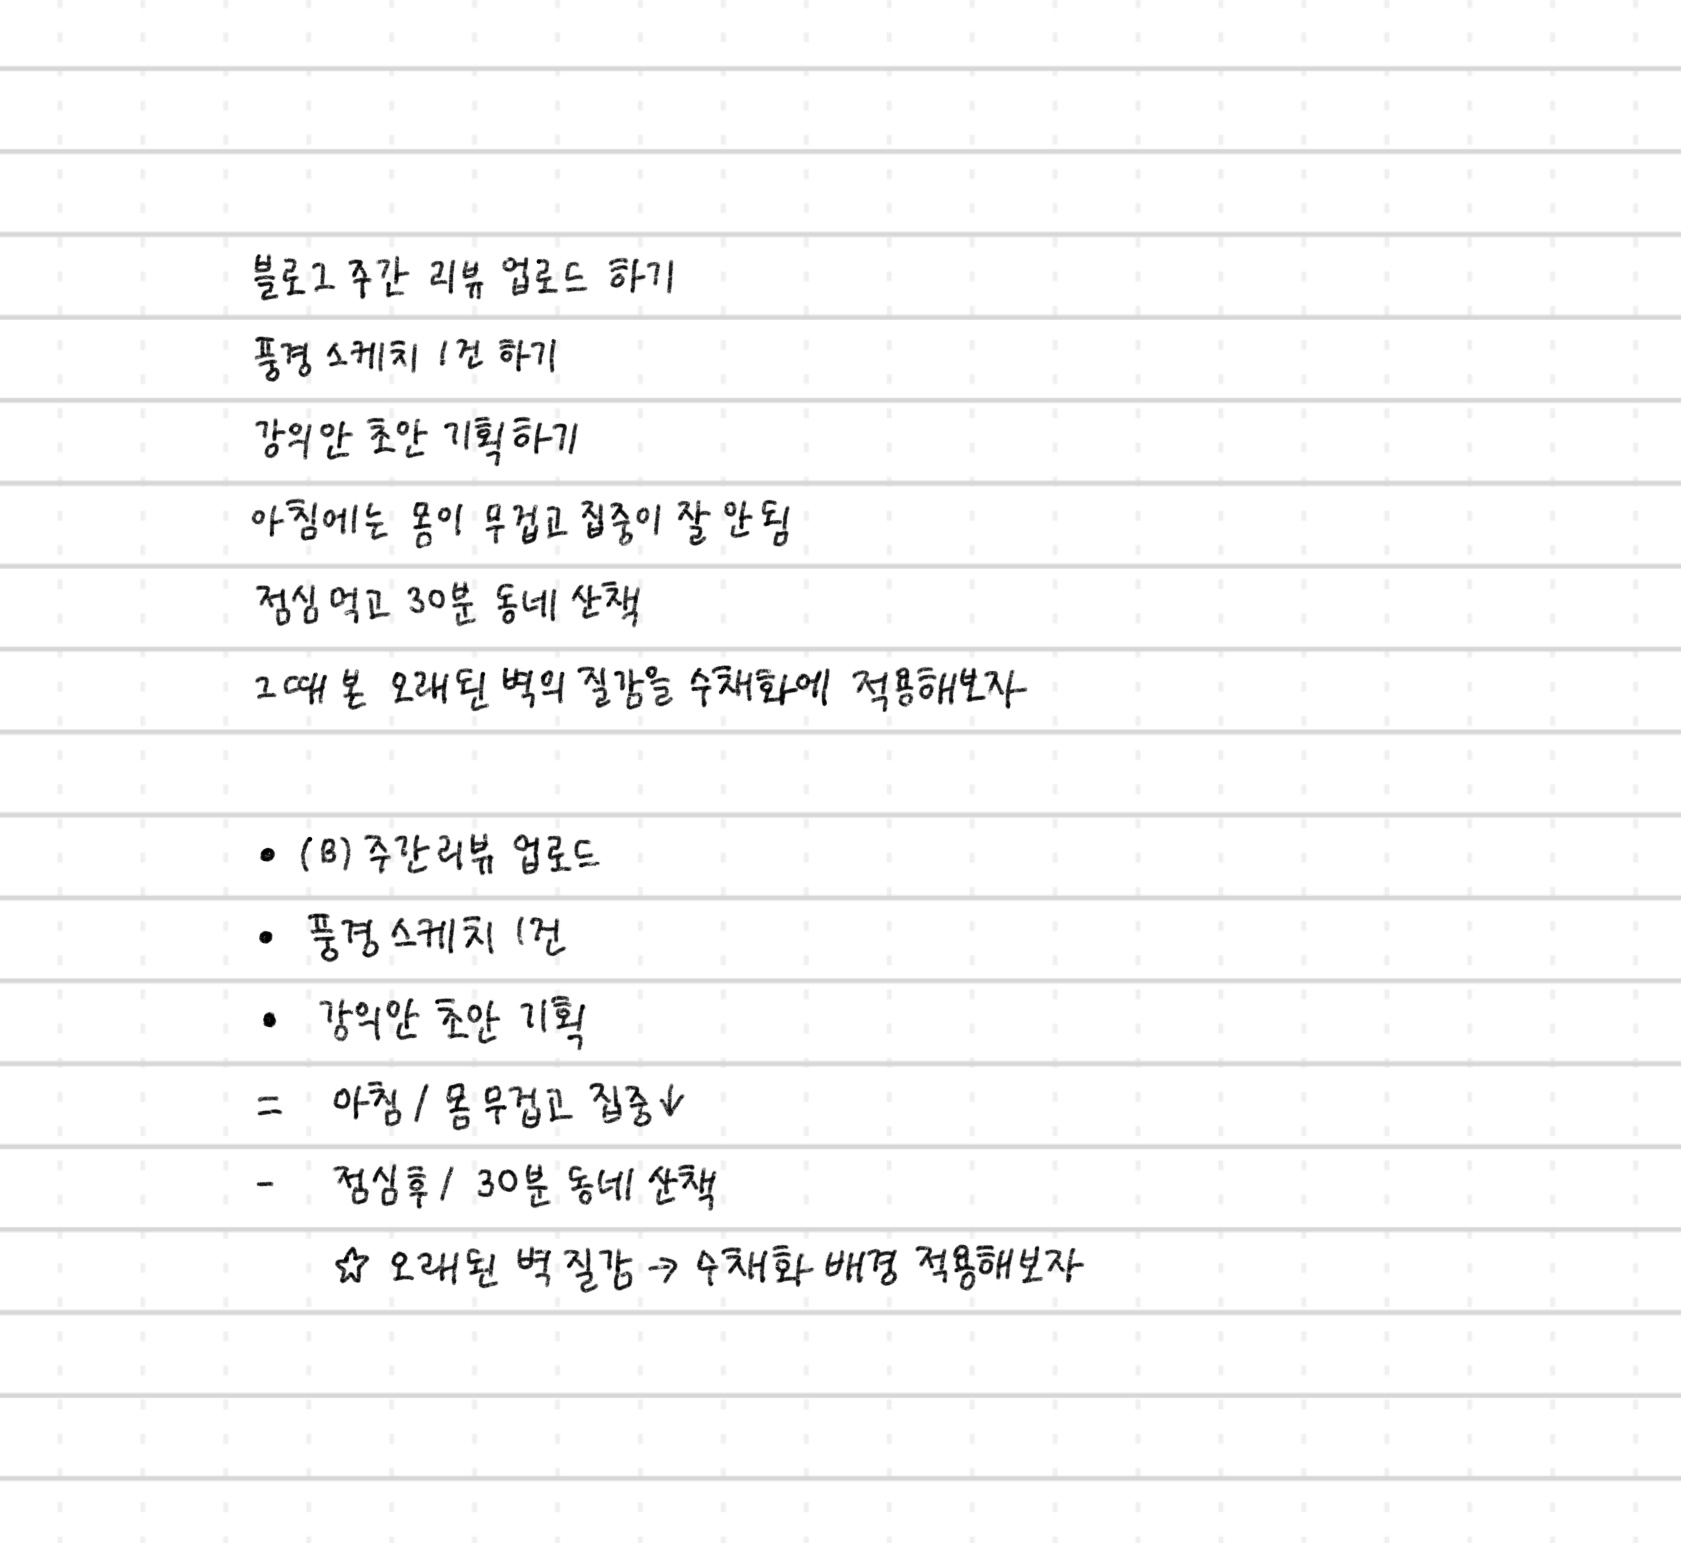 블로그 주간 리뷰 업로드 하기
풍경 스케치 1건 하기
강의안 초안 기획하기
아침에는 몸이 무겁고 집중이 잘 안됨
점심 먹고 30분 동네 산책
그때 본 오래된 벽의 질감을 수채화에 적용해보자
• (B) 주간리뷰 업로드
• 풍경스케치 1건
• 강의안 초안 기획
= 아침 / 몸 무겁고 집중↓
- 점심후 / 30분 동네 산책
☆ 오래된 벽 질감 → 수채화 배경 적용해보자